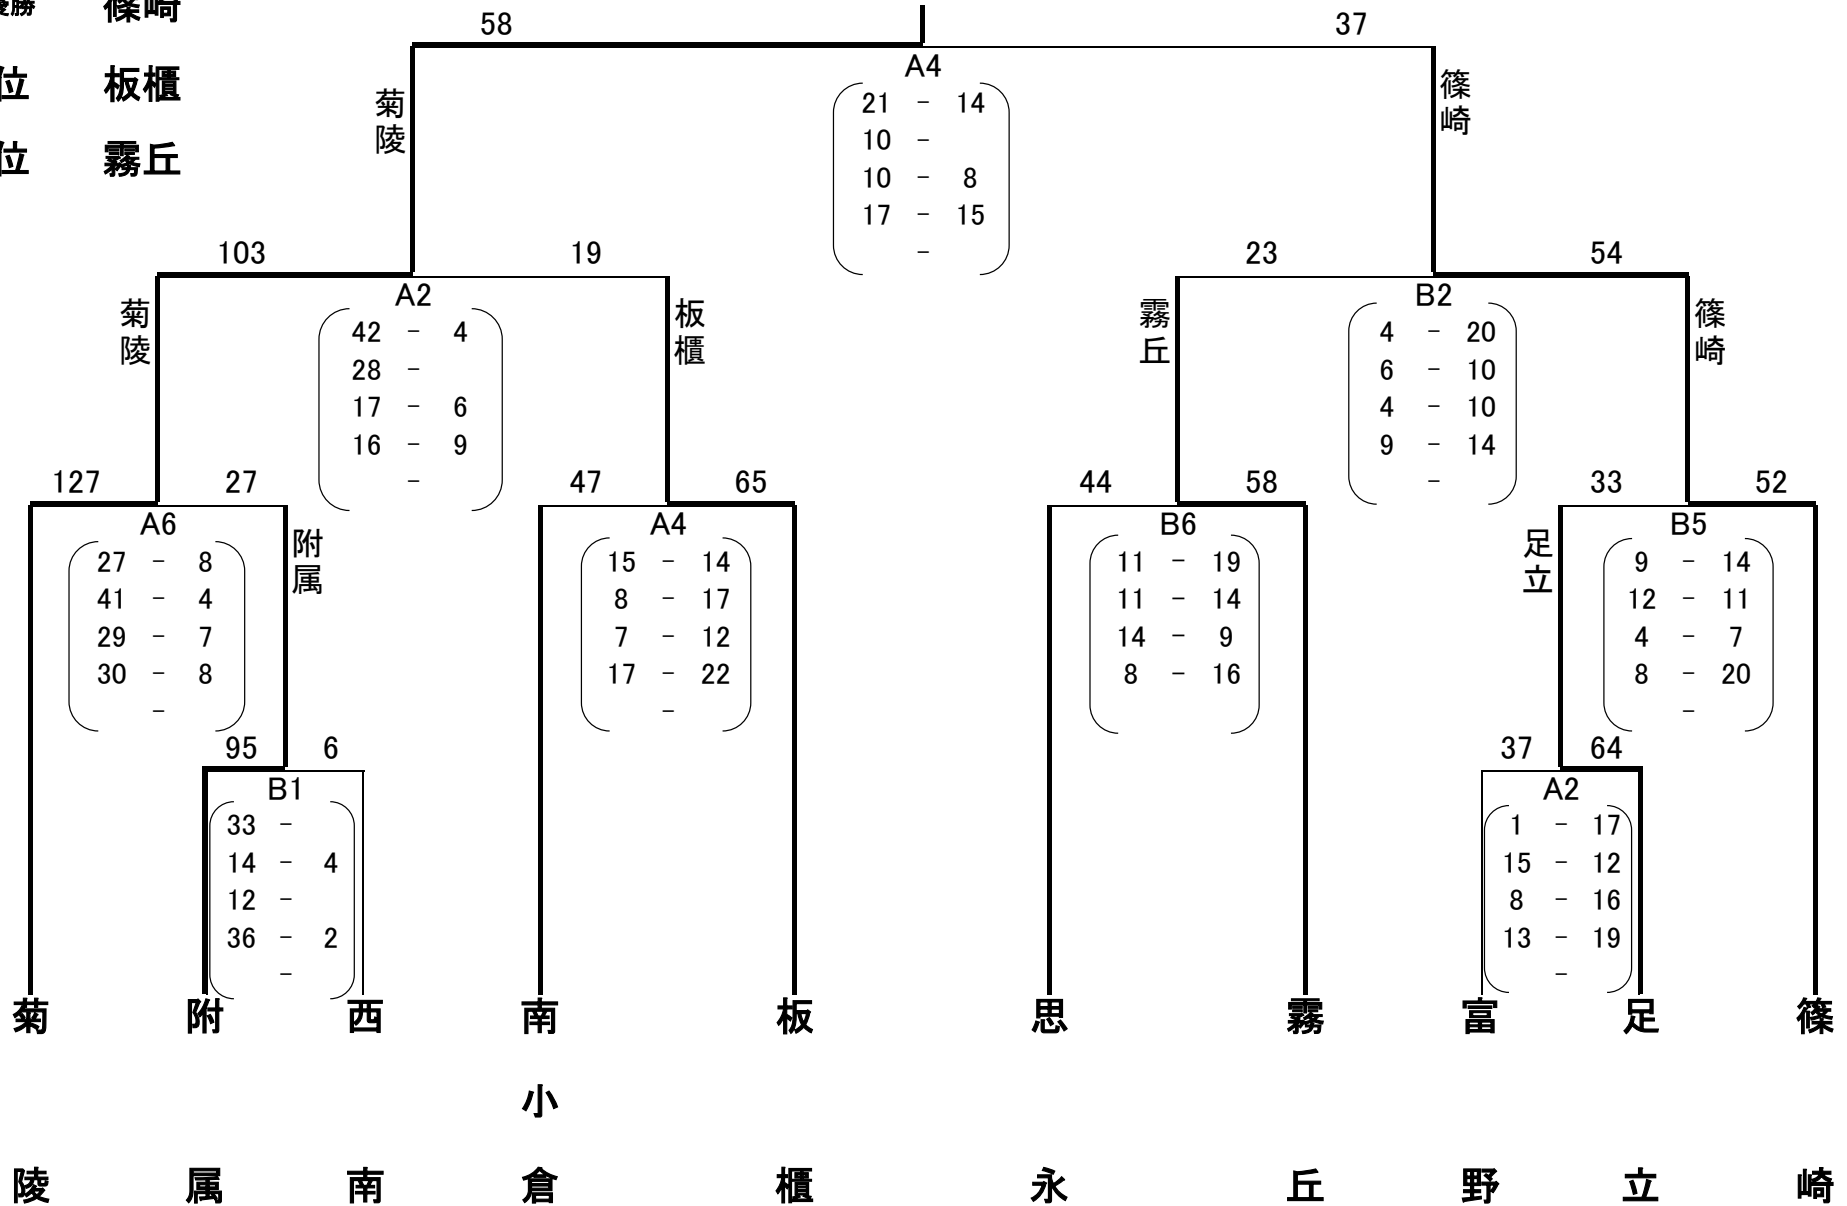 優勝 篠崎
位 板櫃
位 霧丘
58 37
A4
21 - 14
10 -
10 - 8
17 - 15
-
菊陵
篠崎
103 19
A2
42 - 4
28 -
17 - 6
16 - 9
-
菊陵
板櫃
23 54
B2
4 - 20
6 - 10
4 - 10
9 - 14
-
霧丘
篠崎
127 27
A6
27 - 8
41 - 4
29 - 7
30 - 8
-
附属
47 65
A4
15 - 14
8 - 17
7 - 12
17 - 22
-
44 58
B6
11 - 19
11 - 14
14 - 9
8 - 16
33 52
B5
9 - 14
12 - 11
4 - 7
8 - 20
-
足立
95 6
B1
33 -
14 - 4
12 -
36 - 2
-
37 64
A2
1 - 17
15 - 12
8 - 16
13 - 19
-
菊陵
附属
西南
南小倉
板櫃
思永
霧丘
富野
足立
篠崎